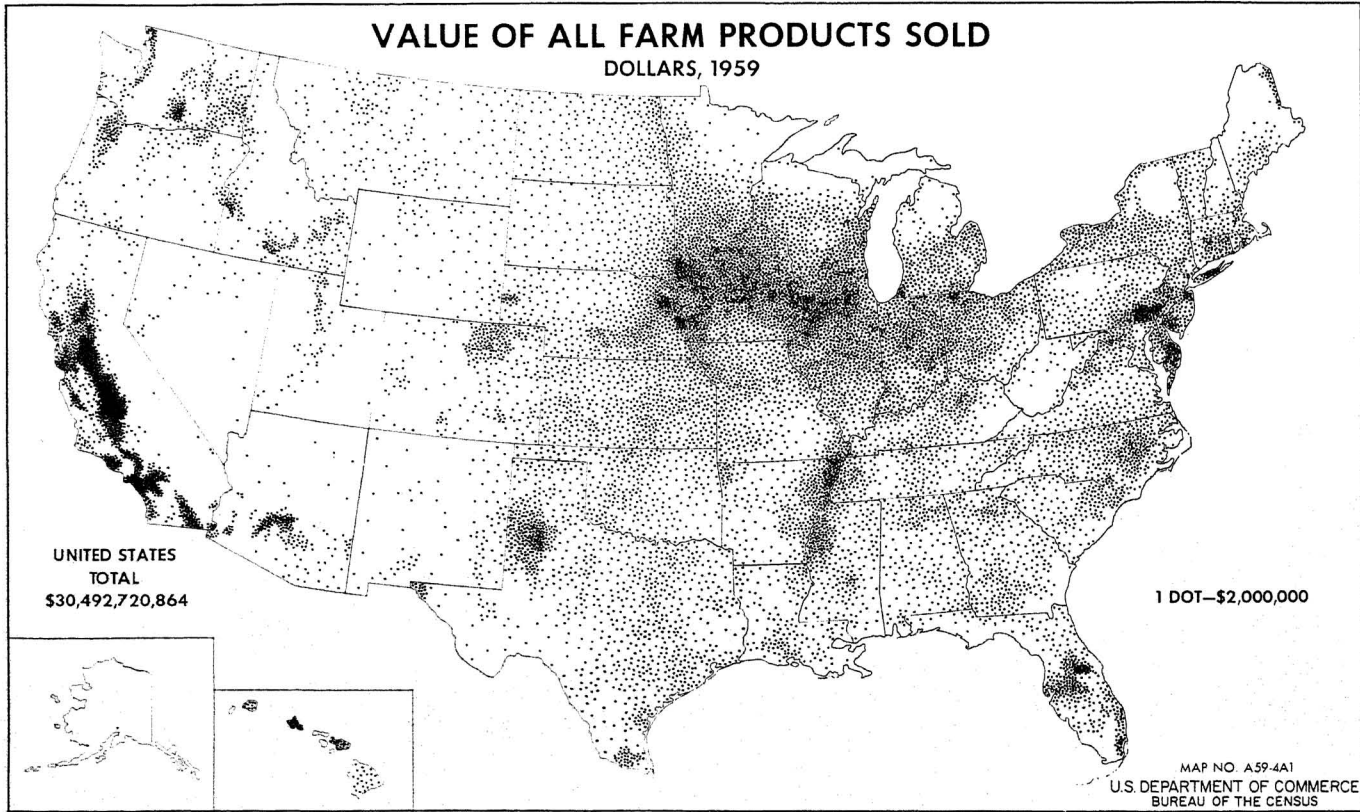 VALUE OF ALL FARM PRODUCTS SOLD
DOLLARS, 1959
UNITED STATES
TOTAL
$30,492,720,864
1 DOT—$2,000,000
MAP NO. A59-4A1
U.S. DEPARTMENT OF COMMERCE
BUREAU OF THE CENSUS